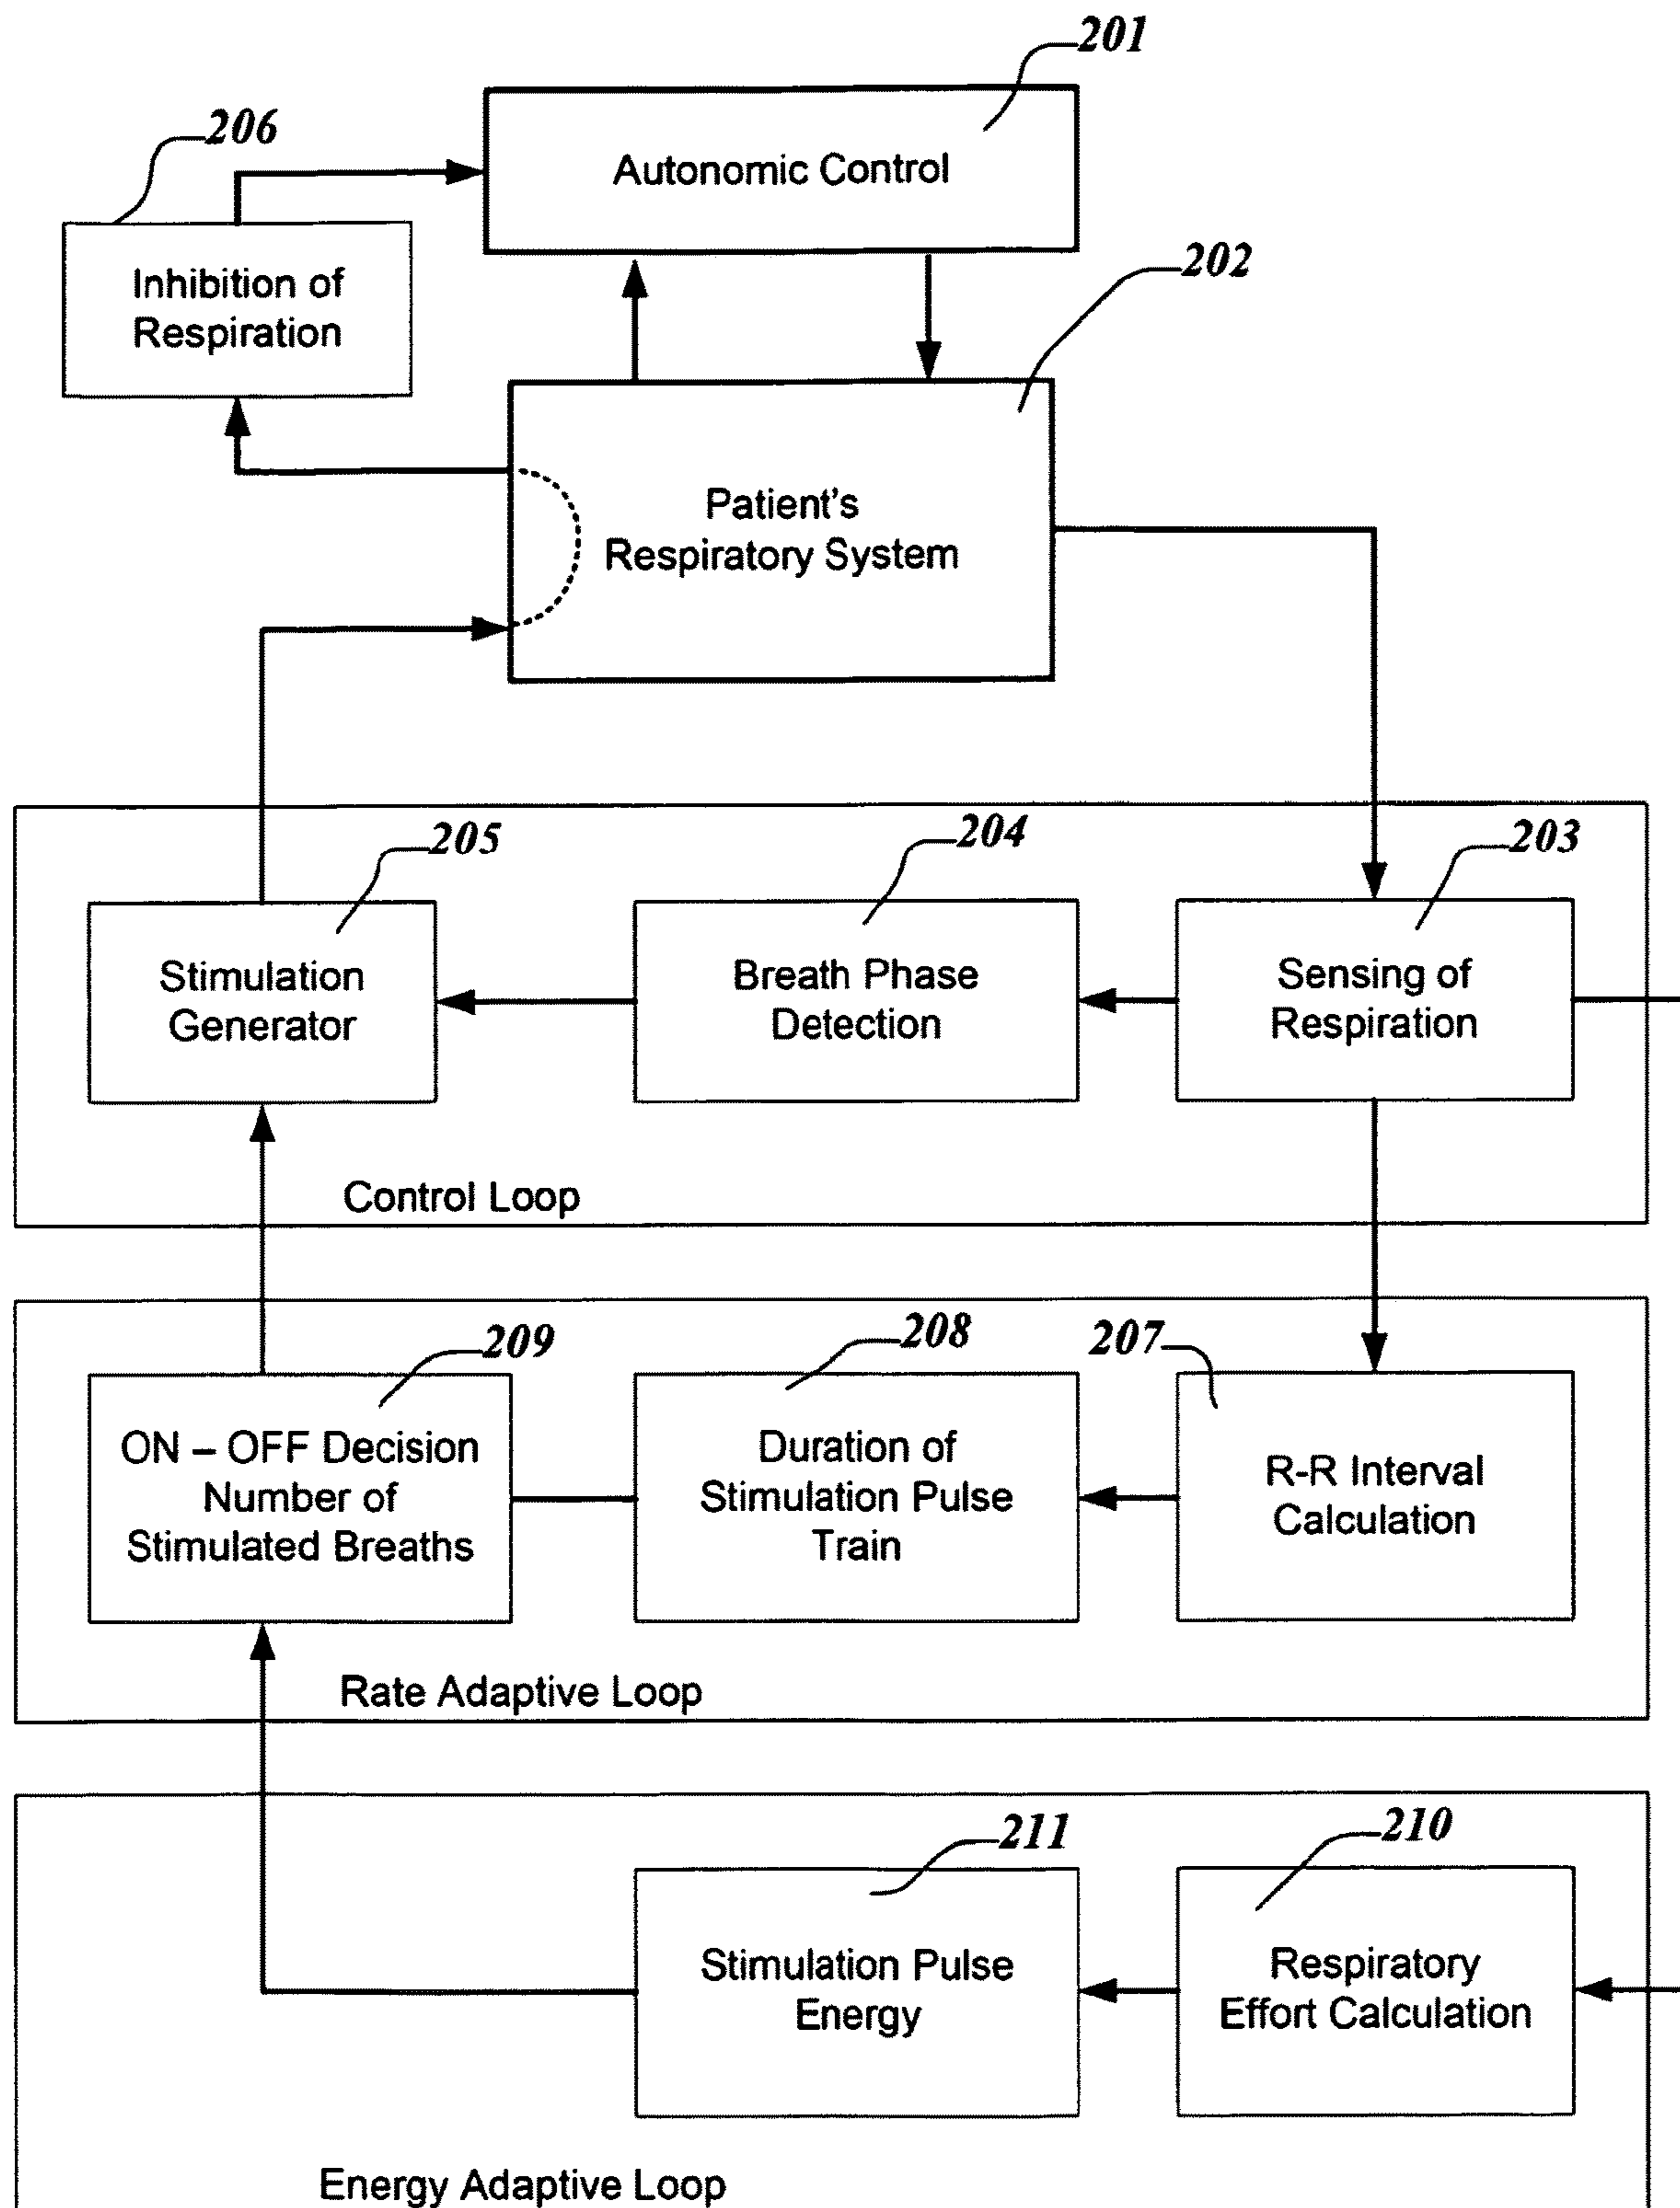 201
206
Autonomic Control
Inhibition of
Respiration
202
Patient's
Respiratory System
205
204
203
Stimulation
Generator
Breath Phase
Detection
Sensing of
Respiration
Control Loop
209
208
207
ON – OFF Decision
Number of
Stimulated Breaths
Duration of
Stimulation Pulse
Train
R-R Interval
Calculation
Rate Adaptive Loop
211
210
Stimulation Pulse
Energy
Respiratory
Effort Calculation
Energy Adaptive Loop